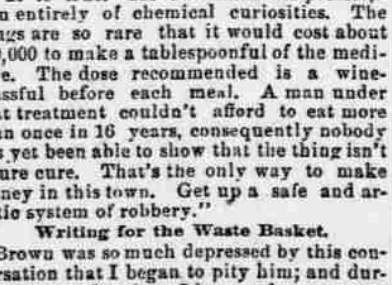 n entirely of chemical curiosities. The
gs are so rare that it would cost about
,000 to make a tablespoonful of the medi-
e. The dose recommended is a wine-
ssful before each meal. A man under
t treatment couldn't afford to eat more
n once in 16 years, consequently nobody
s yet been able to show that the thing isn't
ure cure. That's the only way to make
ney in this town. Get up a safe and ar-
tic system of robbery."
Writing for the Waste Basket.
Brown was so much depressed by this con-
rsation that I began to pity him; and dur-